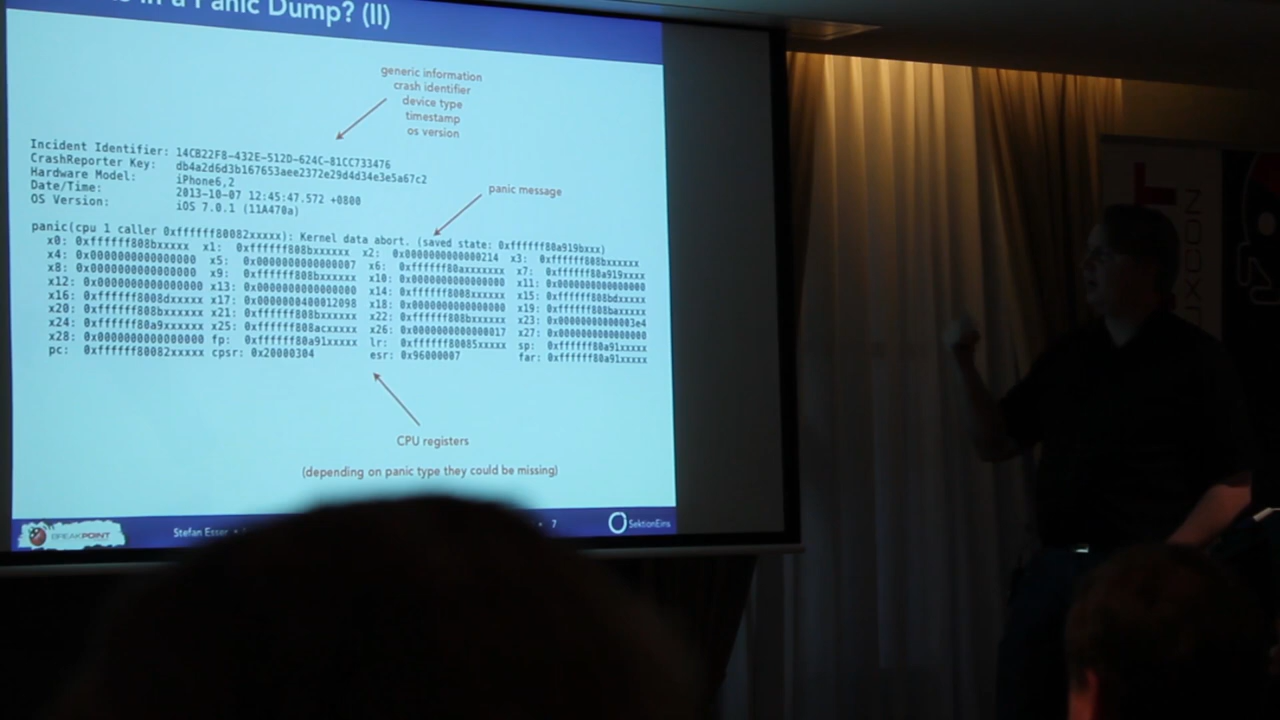 in a Panic Dump? (II)
generic information
crash identifier
device type
timestamp
os version
Incident Identifier: 14CB22F8-432E-512D-624C-81CC733476
CrashReporter Key: db4a2d6d3b167653aee2372e29d4d34e3e5a67c2
Hardware Model: iPhone6,2
Date/Time: 2013-10-07 12:45:47.572 +0800
OS Version: iOS 7.0.1 (11A470a)
panic message
panic(cpu 1 caller 0xffffff80082xxxxx): Kernel data abort. (saved state: 0xffffff80a919bxxx)
x0: 0xffffff808bxxxxx x1: 0xffffff808bxxxxxx x2: 0x0000000000000214 x3: 0xffffff808bxxxxxx
x4: 0x0000000000000000 x5: 0x0000000000000007 x6: 0xffffff80axxxxxxx x7: 0xffffff80a919xxxx
x8: 0x0000000000000000 x9: 0xffffff808bxxxxxx x10: 0x0000000000000000 x11: 0x0000000000000000
x12: 0x0000000000000000 x13: 0x0000000000000000 x14: 0xffffff8008xxxxxx x15: 0xffffff808bdxxxxx
x16: 0xffffff8008dxxxxx x17: 0x0000000400012098 x18: 0x0000000000000000 x19: 0xffffff808baxxxxx
x20: 0xffffff808bxxxxxx x21: 0xffffff808bxxxxxx x22: 0xffffff808bxxxxxx x23: 0x00000000000003e4
x24: 0xffffff80a9xxxxxx x25: 0xffffff808acxxxxx x26: 0x0000000000000017 x27: 0x0000000000000000
x28: 0x0000000000000000 fp: 0xffffff80a91xxxxx lr: 0xffffff80085xxxxx sp: 0xffffff80a91xxxxx
pc: 0xffffff80082xxxxx cpsr: 0x20000304 esr: 0x96000007 far: 0xffffff80a91xxxxx
CPU registers
(depending on panic type they could be missing)
BREAKPOINT
Stefan Esser •
• 7
SektionEins
UXCON